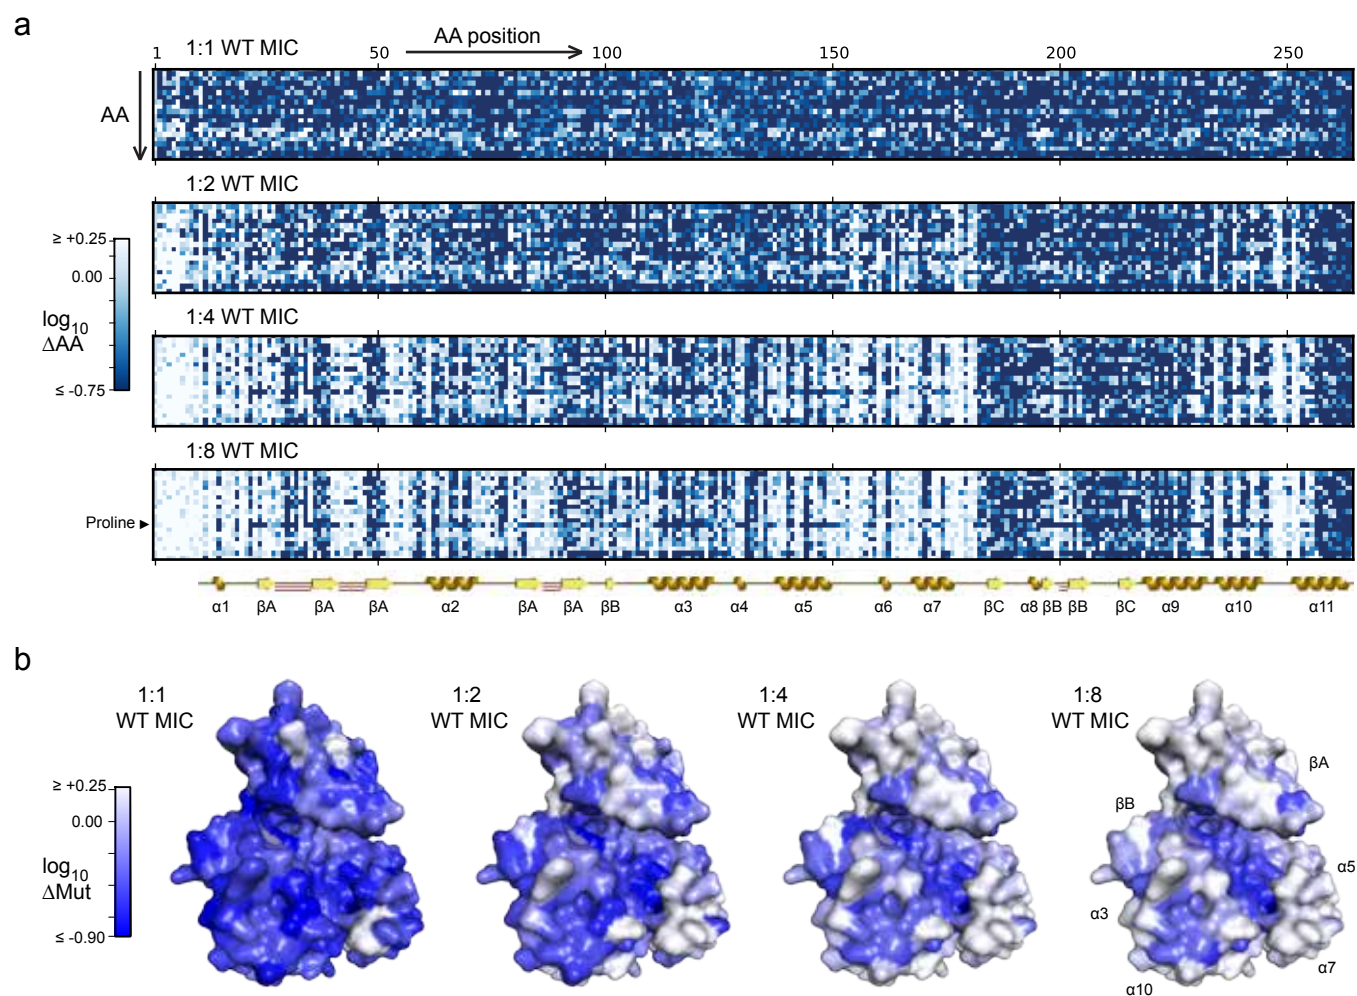 a
AA position
1:1 WT MIC
1 50 100 150 200 250
AA
1:2 WT MIC
≥ +0.25
0.00
log10
ΔAA
≤ -0.75
1:4 WT MIC
1:8 WT MIC
Proline
α1 βA βA βA α2 βA βA βB α3 α4 α5 α6 α7 βC α8 βB βB βC α9 α10 α11
b
1:1
WT MIC
1:2
WT MIC
1:4
WT MIC
1:8
WT MIC
≥ +0.25
0.00
log10
ΔMut
≤ -0.90
βA
βB
α5
α3
α7
α10